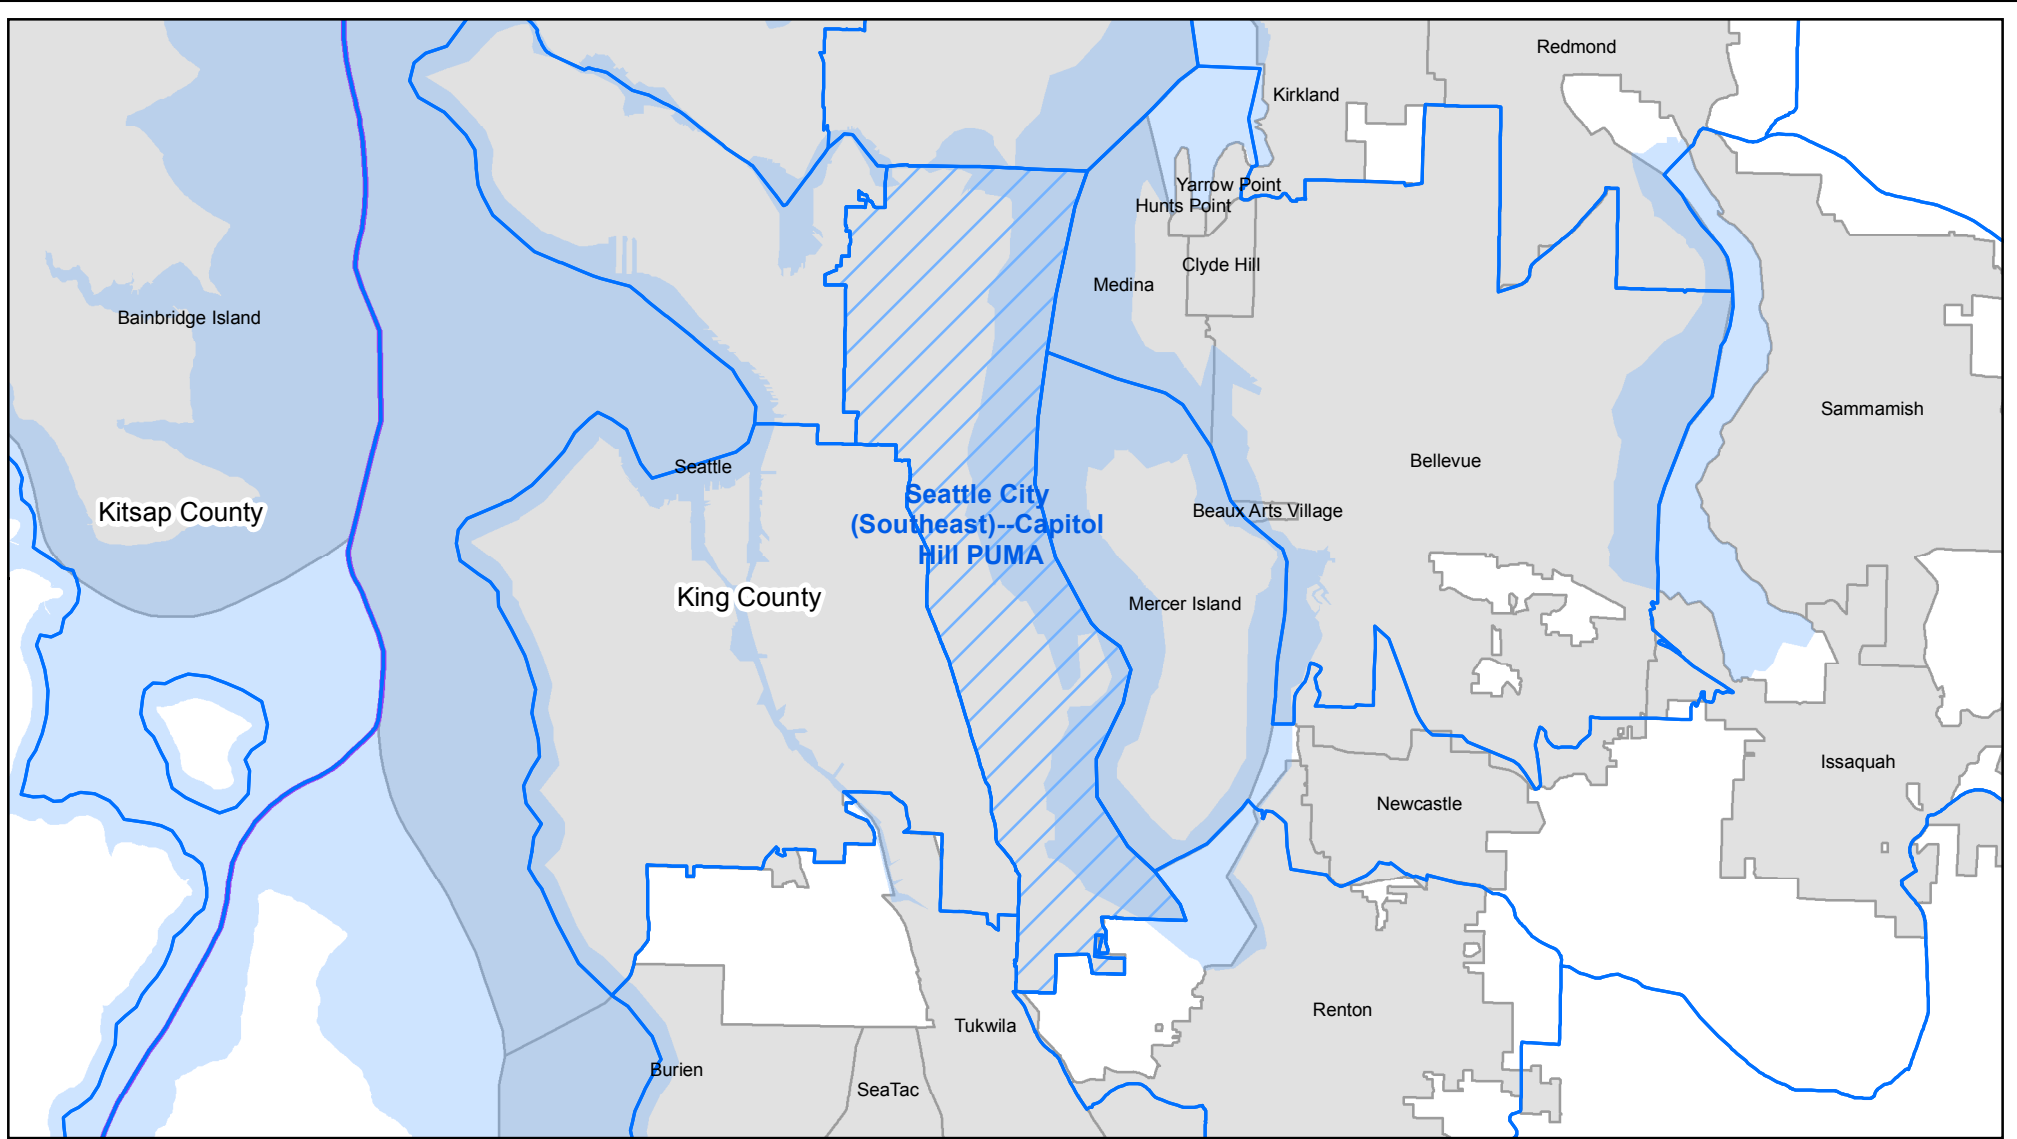 Redmond
Kirkland
Yarrow Point
Hunts Point
Clyde Hill
Medina
Bainbridge Island
Sammamish
Bellevue
Seattle
Seattle City
(Southeast)--Capitol
Hill PUMA
Kitsap County
Beaux Arts Village
King County
Mercer Island
Issaquah
Newcastle
Renton
Tukwila
Burien
SeaTac